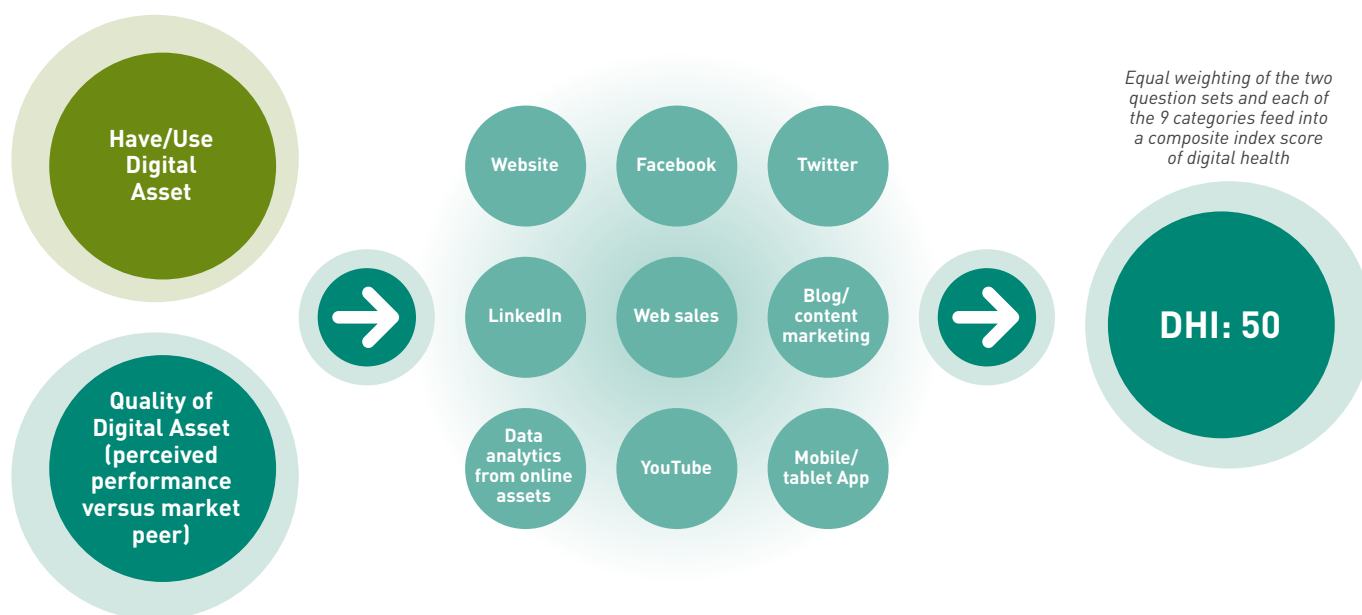 Have/Use
Digital
Asset
Quality of
Digital Asset
(perceived
performance
versus market
peer)
Website
Facebook
Twitter
LinkedIn
Web sales
Blog/
content
marketing
Data
analytics
from online
assets
YouTube
Mobile/
tablet App
Equal weighting of the two
question sets and each of
the 9 categories feed into
a composite index score
of digital health
DHI: 50